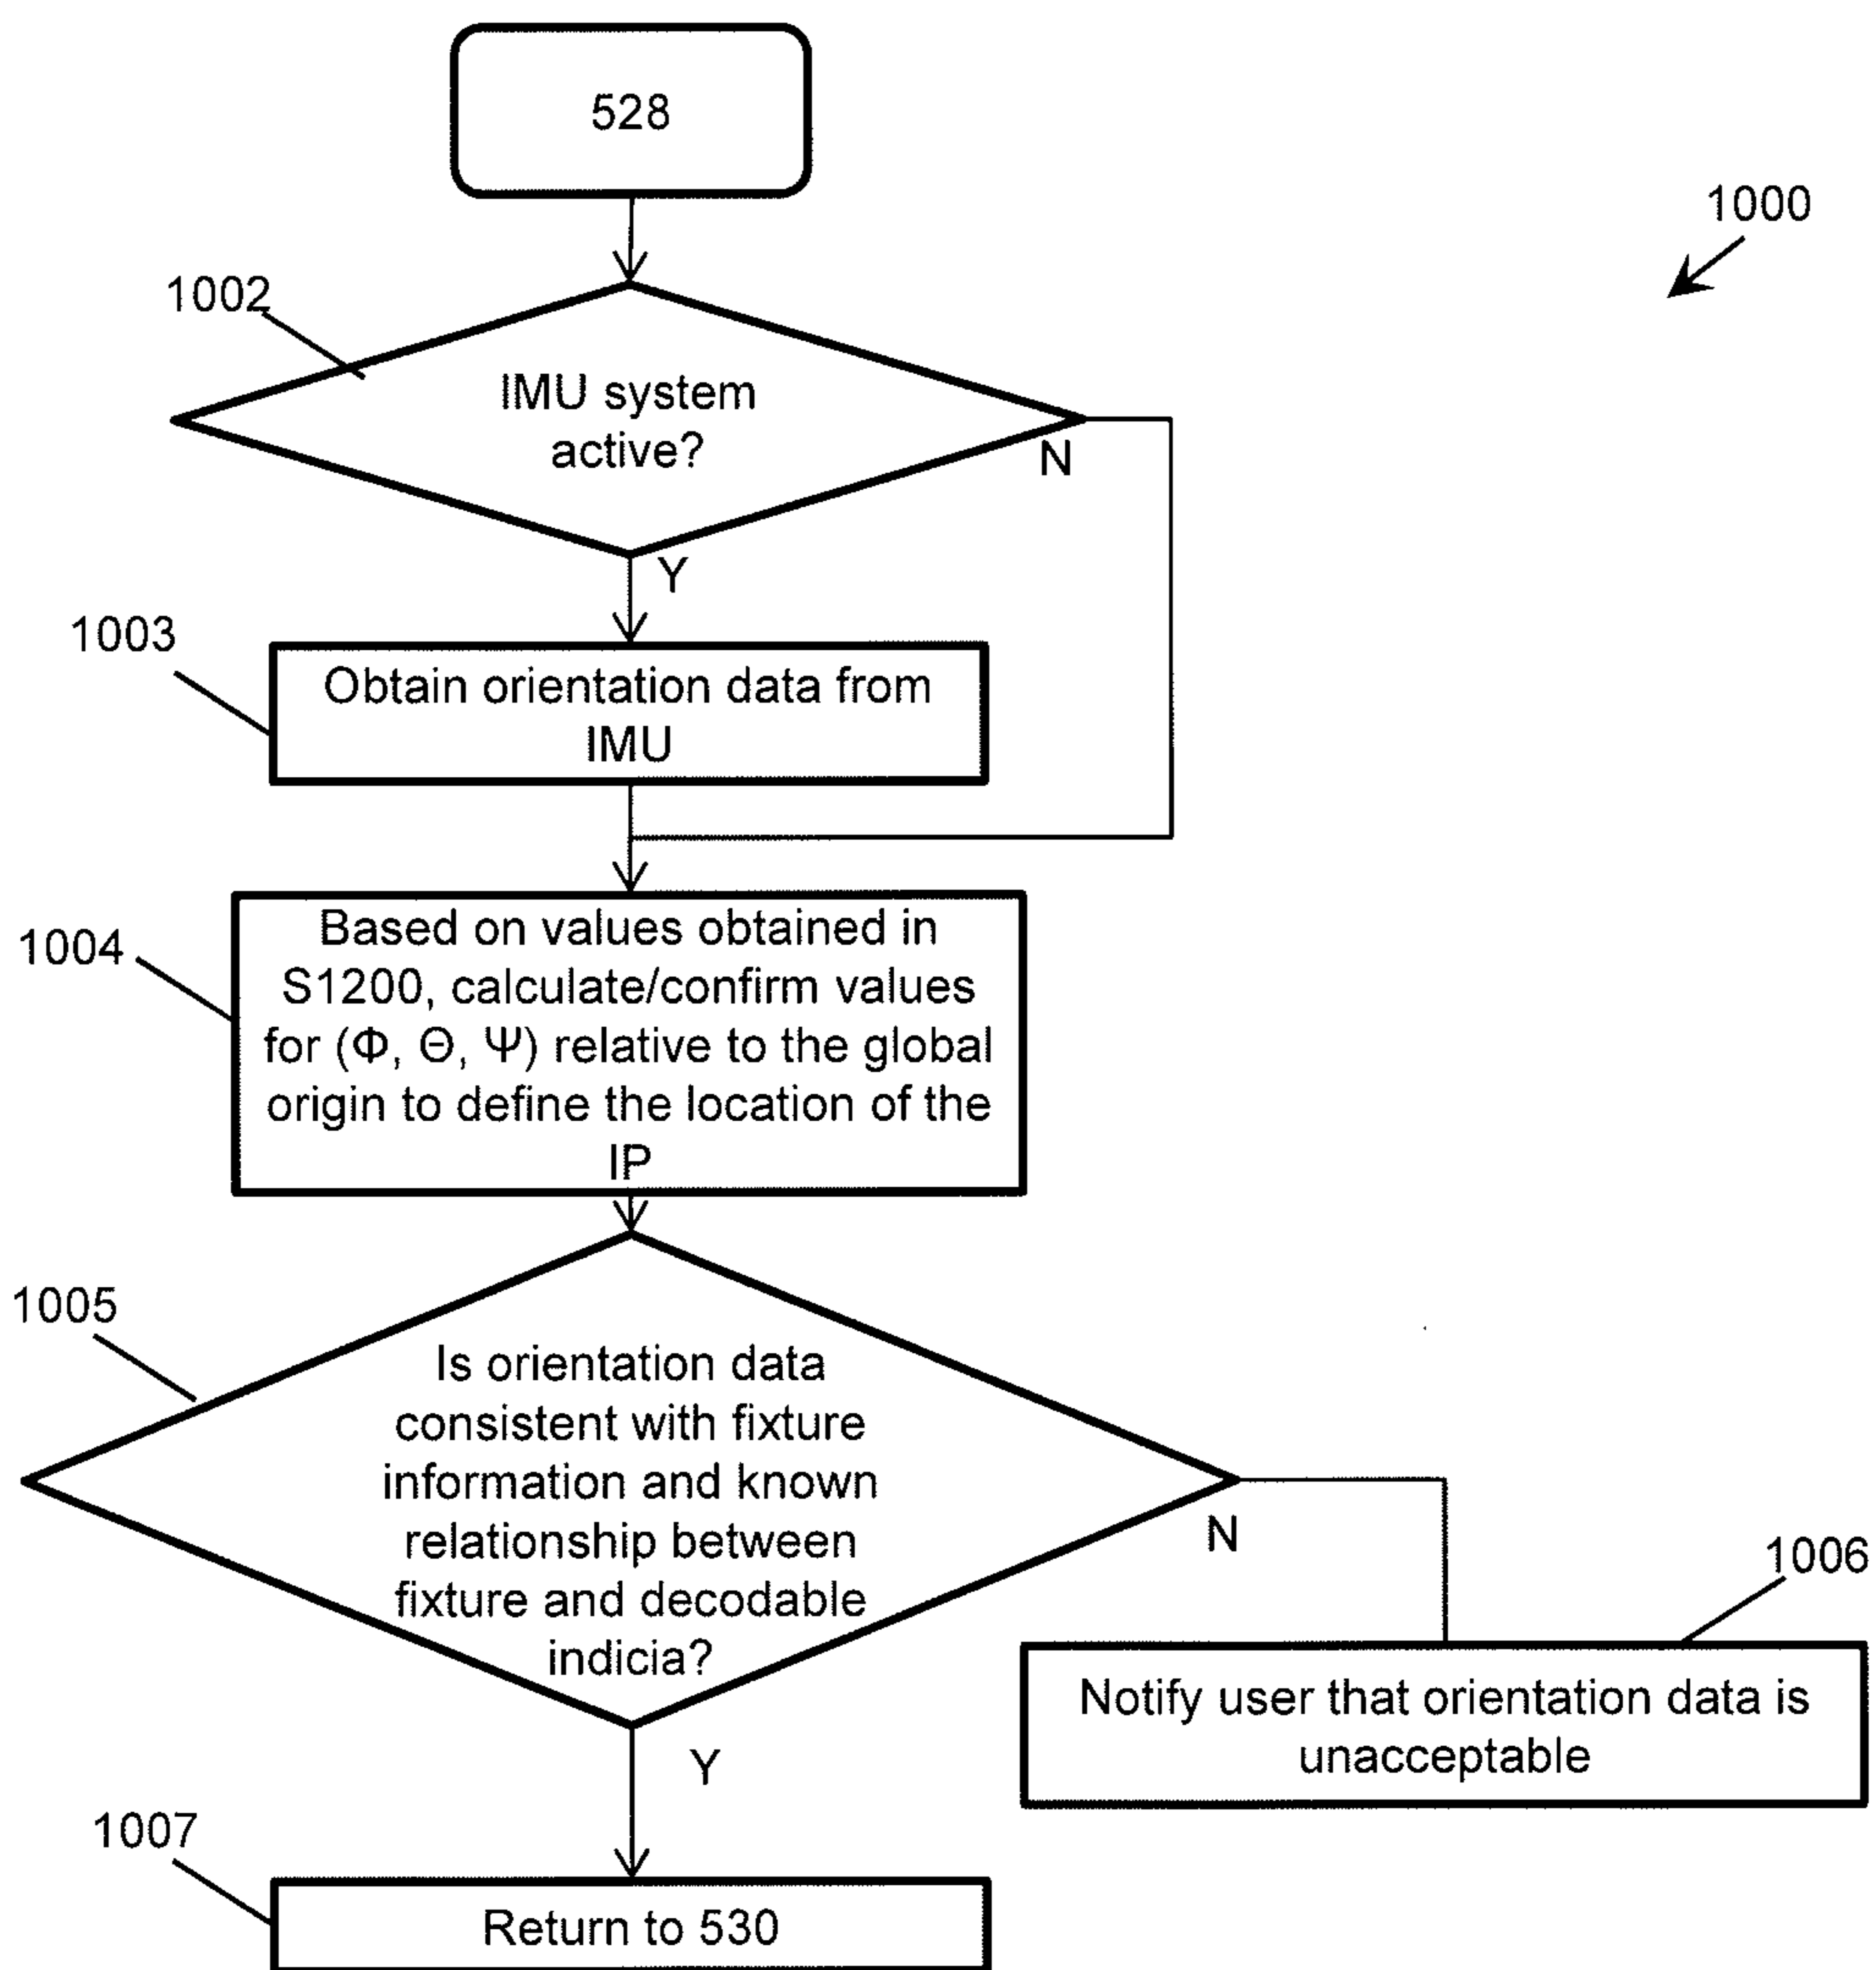 528
1000
1002
IMU system
active?
N
Y
1003
Obtain orientation data from
IMU
1004
Based on values obtained in
S1200, calculate/confirm values
for (Φ, Θ, Ψ) relative to the global
origin to define the location of the
IP
1005
Is orientation data
consistent with fixture
information and known
relationship between
fixture and decodable
indicia?
N
1006
Notify user that orientation data is
unacceptable
Y
1007
Return to 530